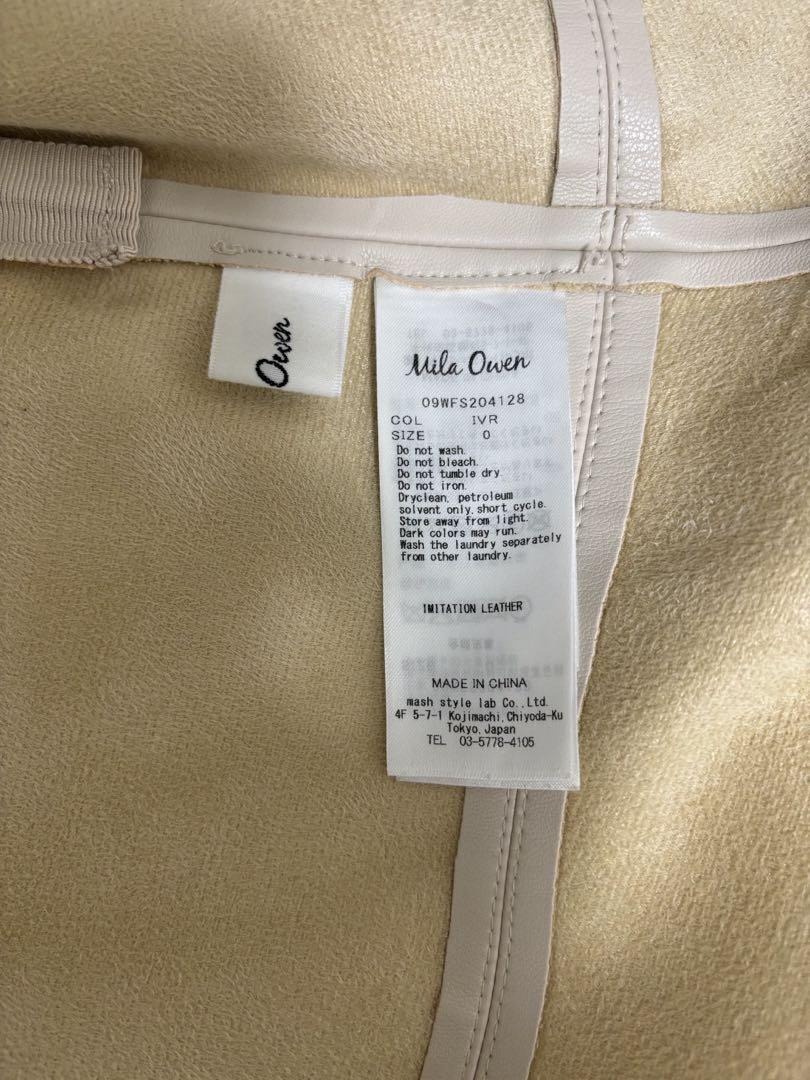 Owen
Mila Owen
09WFS204128
COL IVR
SIZE 0
Do not wash.
Do not bleach.
Do not tumble dry.
Do not iron.
Dryclean, petroleum
solvent only, short cycle.
Store away from light.
Dark colors may run.
Wash the laundry separately
from other laundry.
IMITATION LEATHER
MADE IN CHINA
mash style lab Co.,Ltd.
4F 5-7-1 Kojimachi,Chiyoda-Ku
Tokyo,Japan
TEL 03-5778-4105